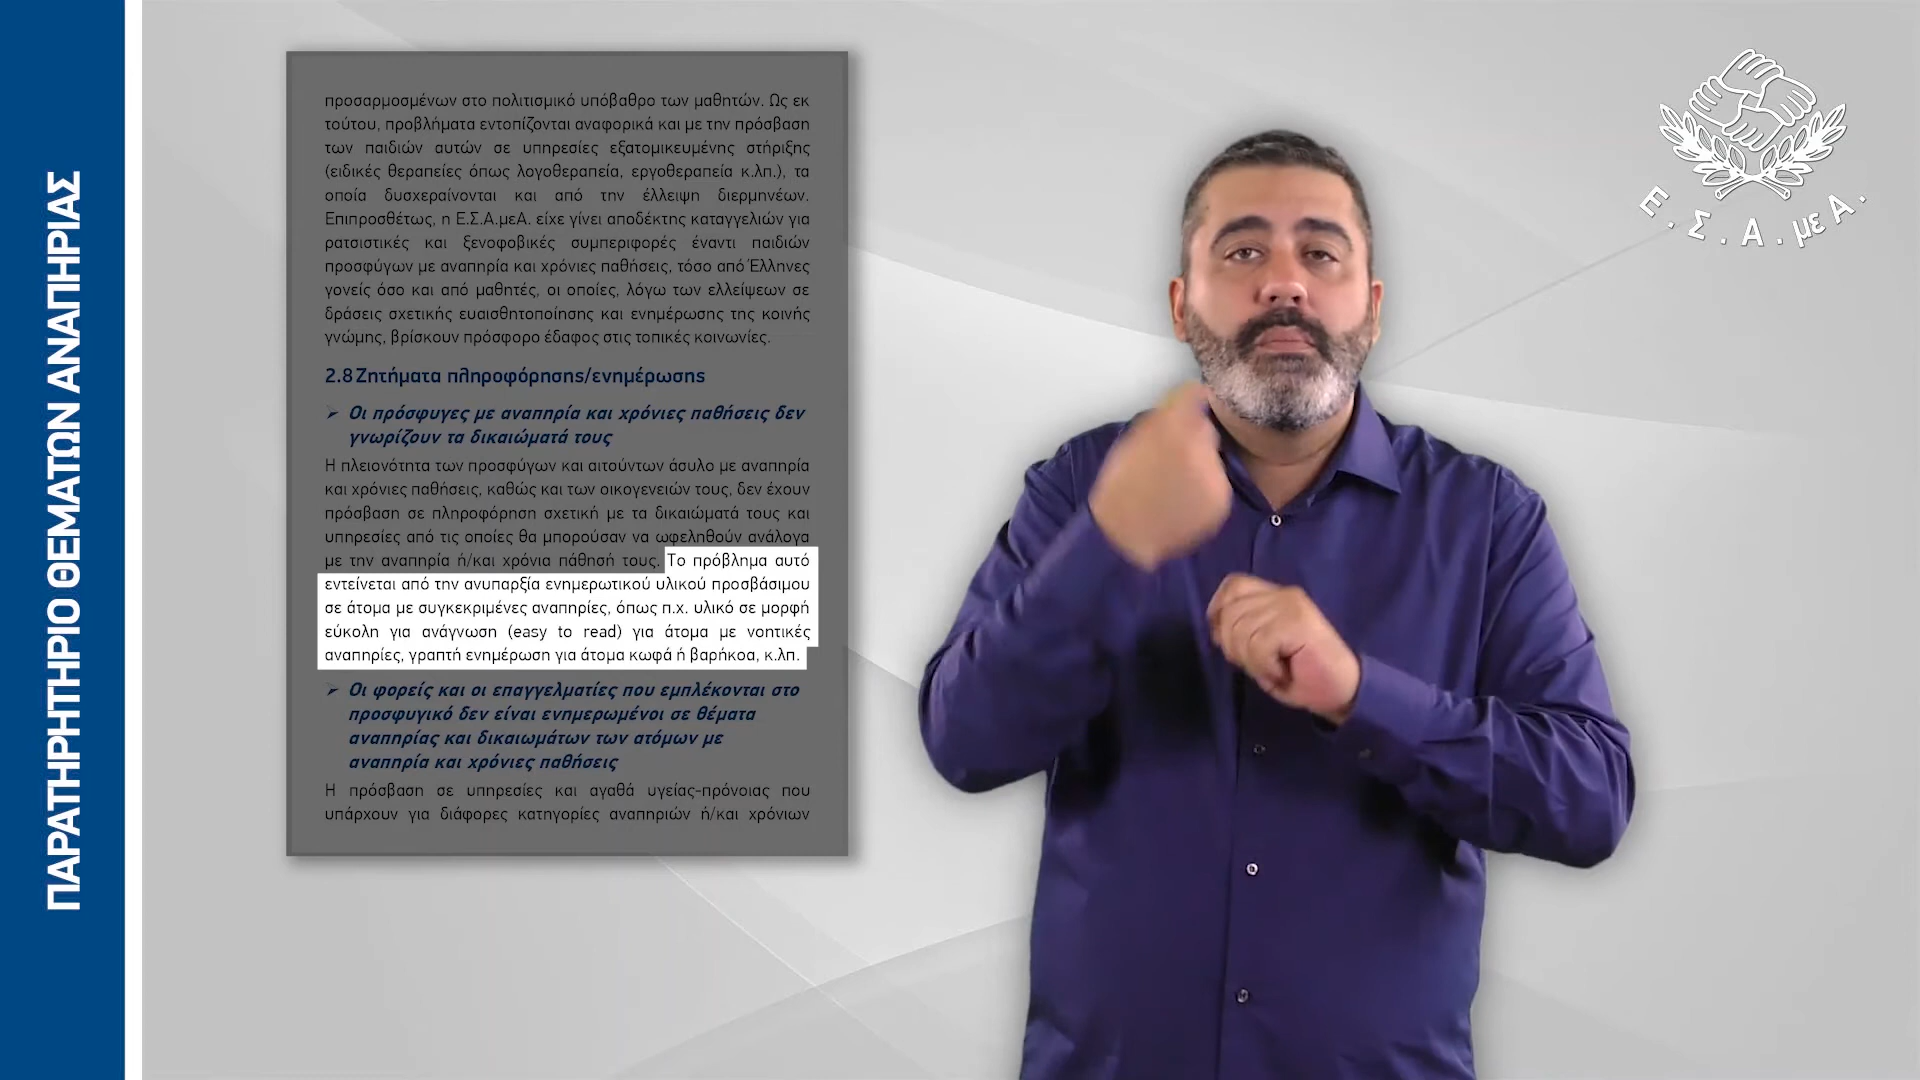 ΠΑΡΑΤΗΡΗΤΗΡΙΟ ΘΕΜΑΤΩΝ ΑΝΑΠΗΡΙΑΣ
προσαρμοσμένων στο πολιτισμικό υπόβαθρο των μαθητών. Ως εκ
τούτου, προβλήματα εντοπίζονται αναφορικά και με την πρόσβαση
των παιδιών αυτών σε υπηρεσίες εξατομικευμένης στήριξης
(ειδικές θεραπείες όπως λογοθεραπεία, εργοθεραπεία κ.λπ.), τα
οποία δυσχεραίνονται και από την έλλειψη διερμηνέων.
Επιπροσθέτως, η Ε.Σ.Α.μεΑ. είχε γίνει αποδέκτης καταγγελιών για
ρατσιστικές και ξενοφοβικές συμπεριφορές έναντι παιδιών
προσφύγων με αναπηρία και χρόνιες παθήσεις, τόσο από Έλληνες
γονείς όσο και από μαθητές, οι οποίες, λόγω των ελλείψεων σε
δράσεις σχετικής ευαισθητοποίησης και ενημέρωσης της κοινής
γνώμης, βρίσκουν πρόσφορο έδαφος στις τοπικές κοινωνίες.
2.8 Ζητήματα πληροφόρησης/ενημέρωσης
➢ Οι πρόσφυγες με αναπηρία και χρόνιες παθήσεις δεν
γνωρίζουν τα δικαιώματά τους
Η πλειονότητα των προσφύγων και αιτούντων άσυλο με αναπηρία
και χρόνιες παθήσεις, καθώς και των οικογενειών τους, δεν έχουν
πρόσβαση σε πληροφόρηση σχετική με τα δικαιώματά τους και
υπηρεσίες από τις οποίες θα μπορούσαν να ωφεληθούν ανάλογα
με την αναπηρία ή/και χρόνια πάθησή τους. Το πρόβλημα αυτό
εντείνεται από την ανυπαρξία ενημερωτικού υλικού προσβάσιμου
σε άτομα με συγκεκριμένες αναπηρίες, όπως π.χ. υλικό σε μορφή
εύκολη για ανάγνωση (easy to read) για άτομα με νοητικές
αναπηρίες, γραπτή ενημέρωση για άτομα κωφά ή βαρήκοα, κ.λπ.
➢ Οι φορείς και οι επαγγελματίες που εμπλέκονται στο
προσφυγικό δεν είναι ενημερωμένοι σε θέματα
αναπηρίας και δικαιωμάτων των ατόμων με
αναπηρία και χρόνιες παθήσεις
Η πρόσβαση σε υπηρεσίες και αγαθά υγείας-πρόνοιας που
υπάρχουν για διάφορες κατηγορίες αναπηριών ή/και χρόνιων
Ε.Σ.Α.μεΑ.